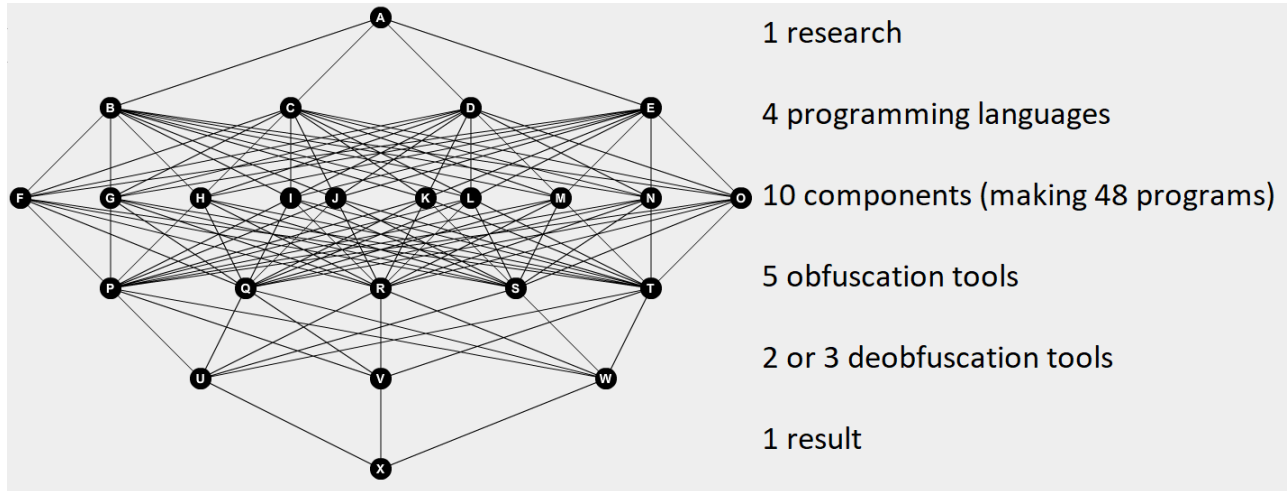 A
1 research
B C D E
4 programming languages
F G H I J K L M N O
10 components (making 48 programs)
P Q R S T
5 obfuscation tools
U V W
2 or 3 deobfuscation tools
1 result
X